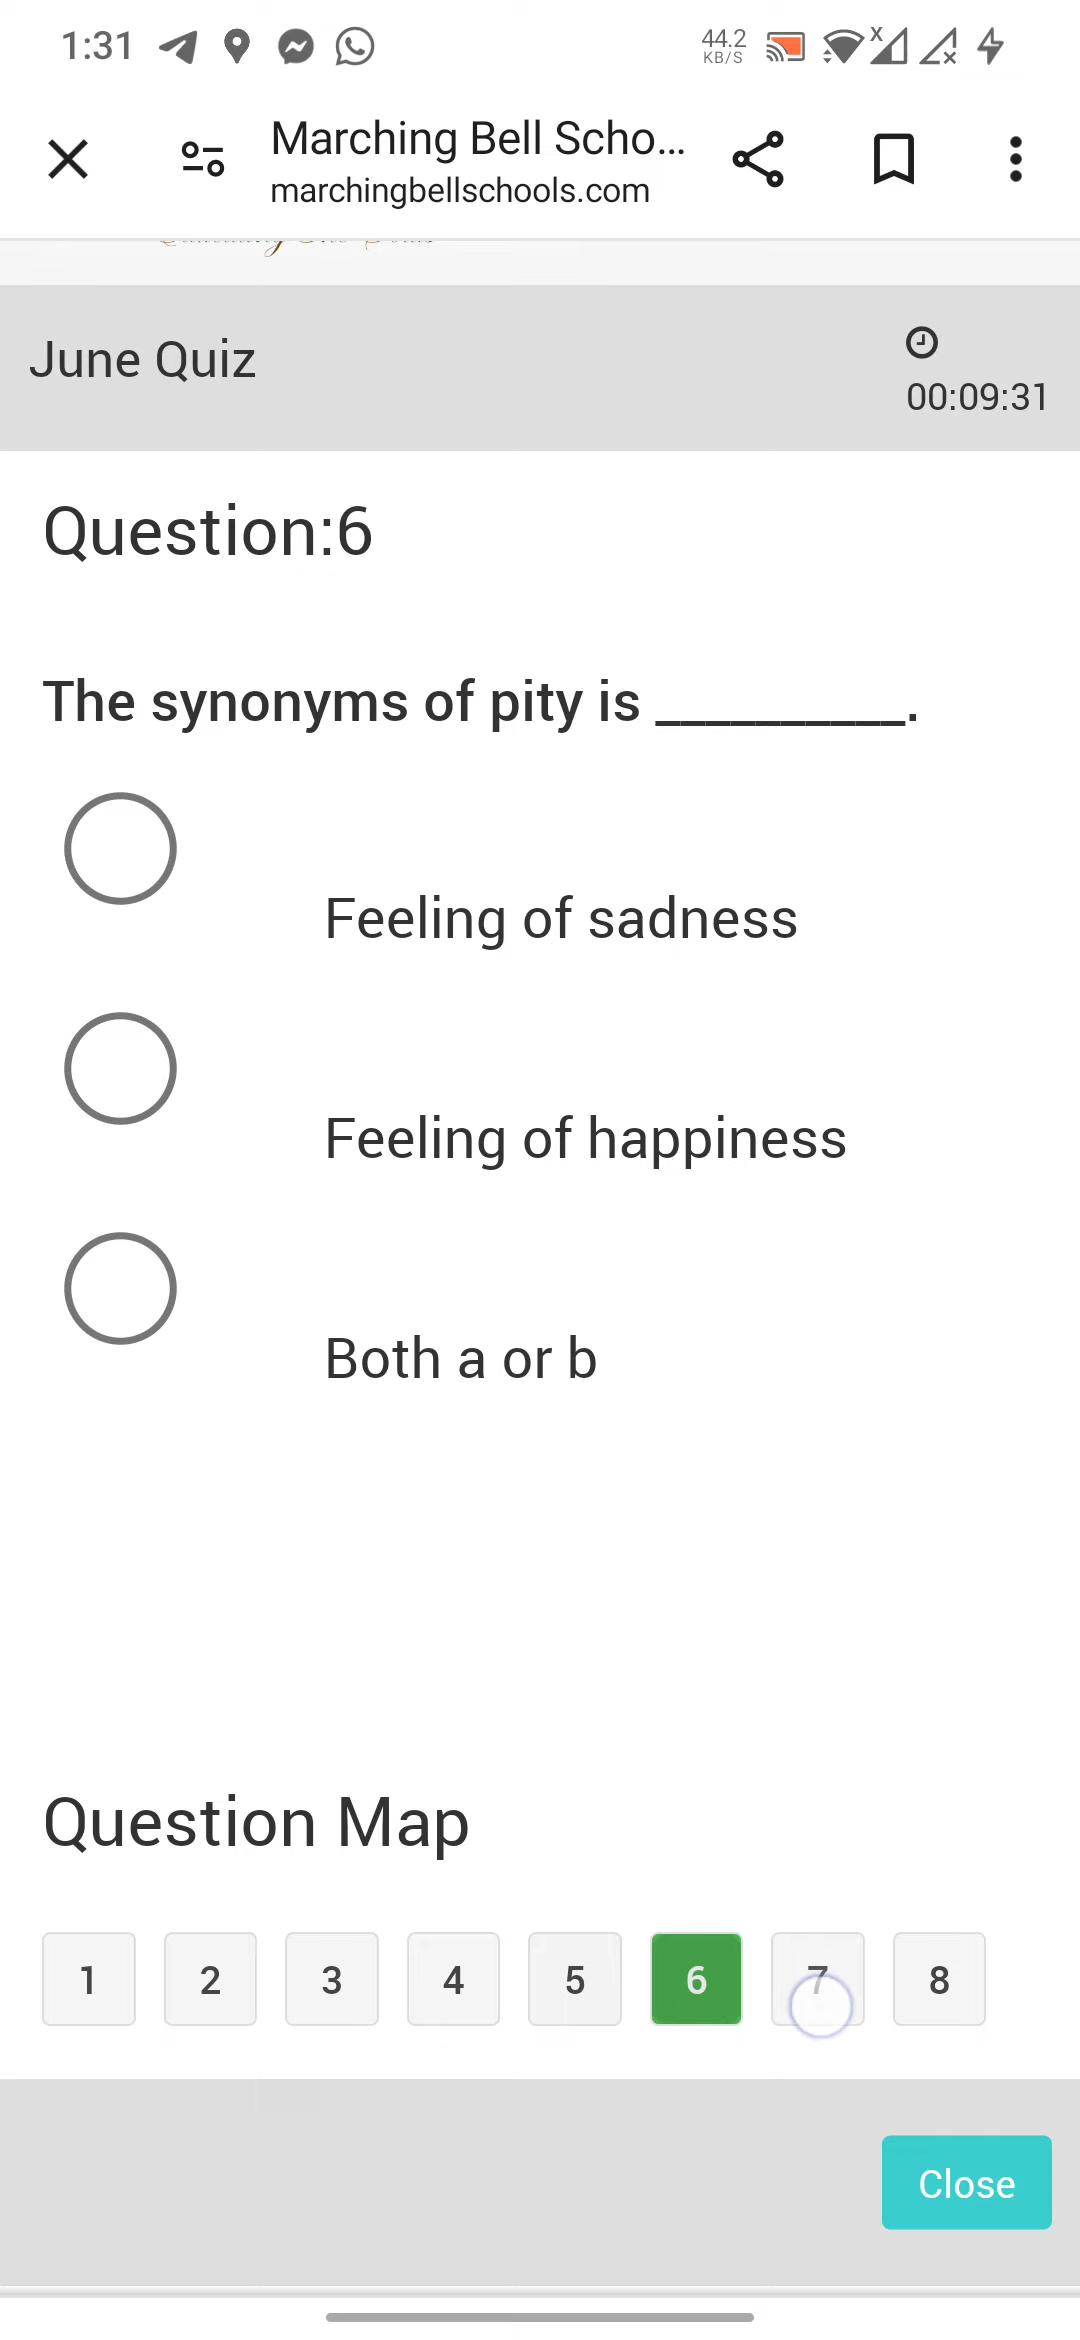 1:31
44.2
KB/S
Marching Bell Scho...
marchingbellschools.com
June Quiz
00:09:31
Question:6
The synonyms of pity is __________.
Feeling of sadness
Feeling of happiness
Both a or b
Question Map
1 2 3 4 5 6 7 8
Close